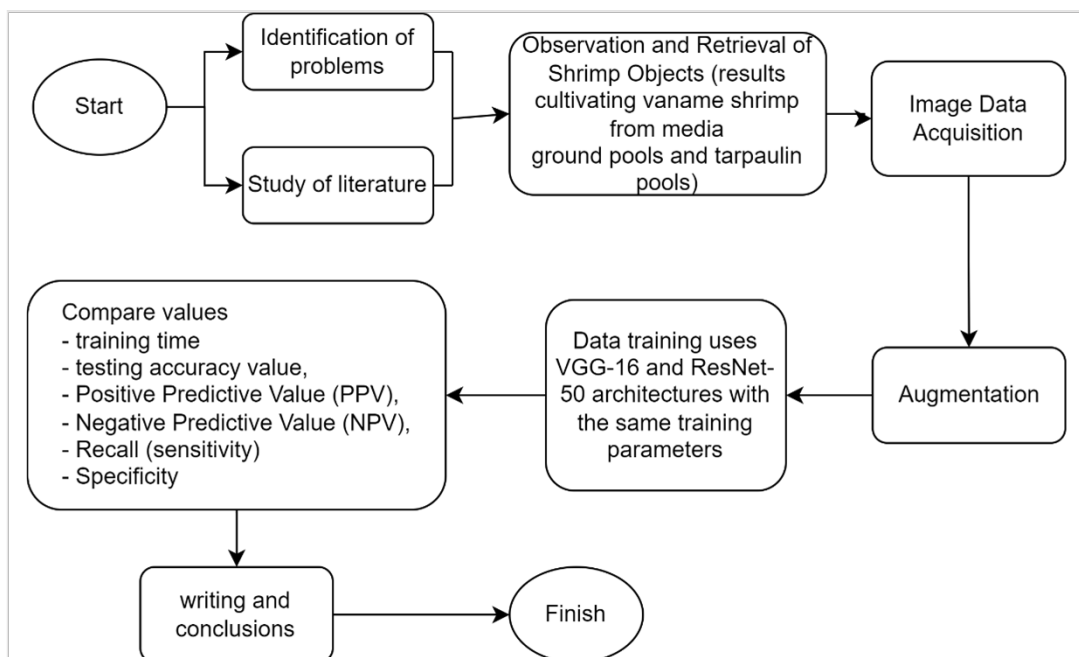 Start
Identification of
problems
Study of literature
Observation and Retrieval of
Shrimp Objects (results
cultivating vaname shrimp
from media
ground pools and tarpaulin
pools)
Image Data
Acquisition
Augmentation
Data training uses
VGG-16 and ResNet-
50 architectures with
the same training
parameters
Compare values
- training time
- testing accuracy value,
- Positive Predictive Value (PPV),
- Negative Predictive Value (NPV),
- Recall (sensitivity)
- Specificity
writing and
conclusions
Finish